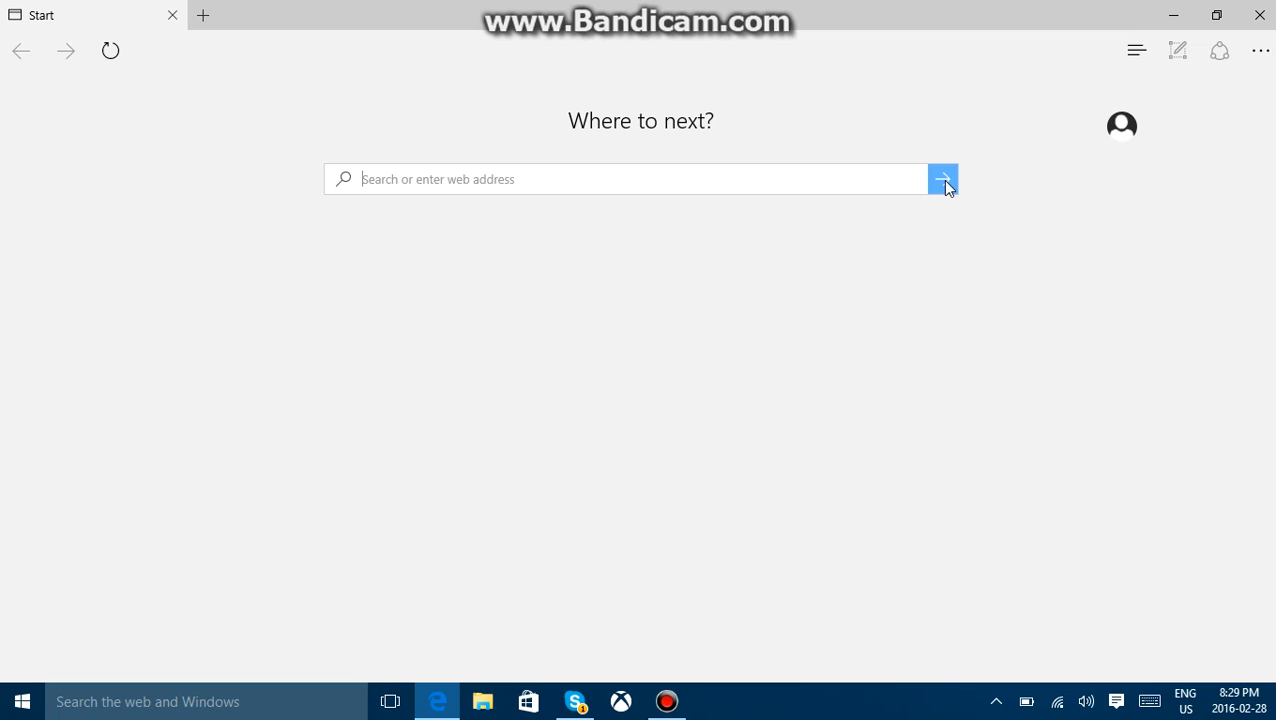 Start
www.Bandicam.com
Where to next?
Search or enter web address
Search the web and Windows
1
ENG
US
8:29 PM
2016-02-28